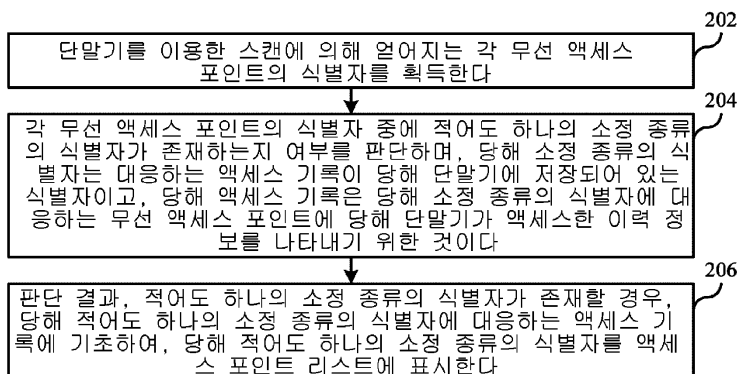 202
단말기를 이용한 스캔에 의해 얻어지는 각 무선 액세스
포인트의 식별자를 획득한다
204
각 무선 액세스 포인트의 식별자 중에 적어도 하나의 소정 종류
의 식별자가 존재하는지 여부를 판단하며, 당해 소정 종류의 식
별자는 대응하는 액세스 기록이 당해 단말기에 저장되어 있는
식별자이고, 당해 액세스 기록은 당해 소정 종류의 식별자에 대
응하는 무선 액세스 포인트에 당해 단말기가 액세스한 이력 정
보를 나타내기 위한 것이다
206
판단 결과, 적어도 하나의 소정 종류의 식별자가 존재할 경우,
당해 적어도 하나의 소정 종류의 식별자에 대응하는 액세스 기
록에 기초하여, 당해 적어도 하나의 소정 종류의 식별자를 액세
스 포인트 리스트에 표시한다